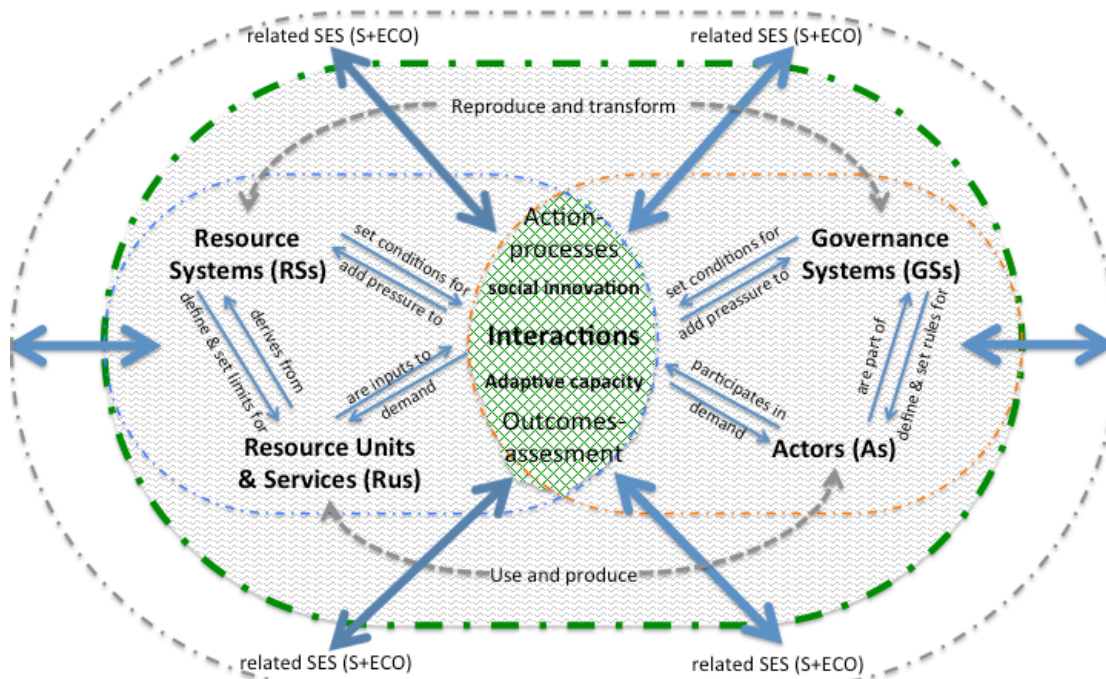 related SES (S+ECO)
related SES (S+ECO)
Reproduce and transform
Resource
Systems (RSs)
set conditions for
add pressure to
define & set limits for
derives from
are inputs to
demand
Resource Units
& Services (Rus)
Action-
processes
social innovation
Interactions
Adaptive capacity
Outcomes-
assesment
Governance
Systems (GSs)
set conditions for
add preassure to
are part of
define & set rules for
participates in
demand
Actors (As)
Use and produce
related SES (S+ECO)
related SES (S+ECO)